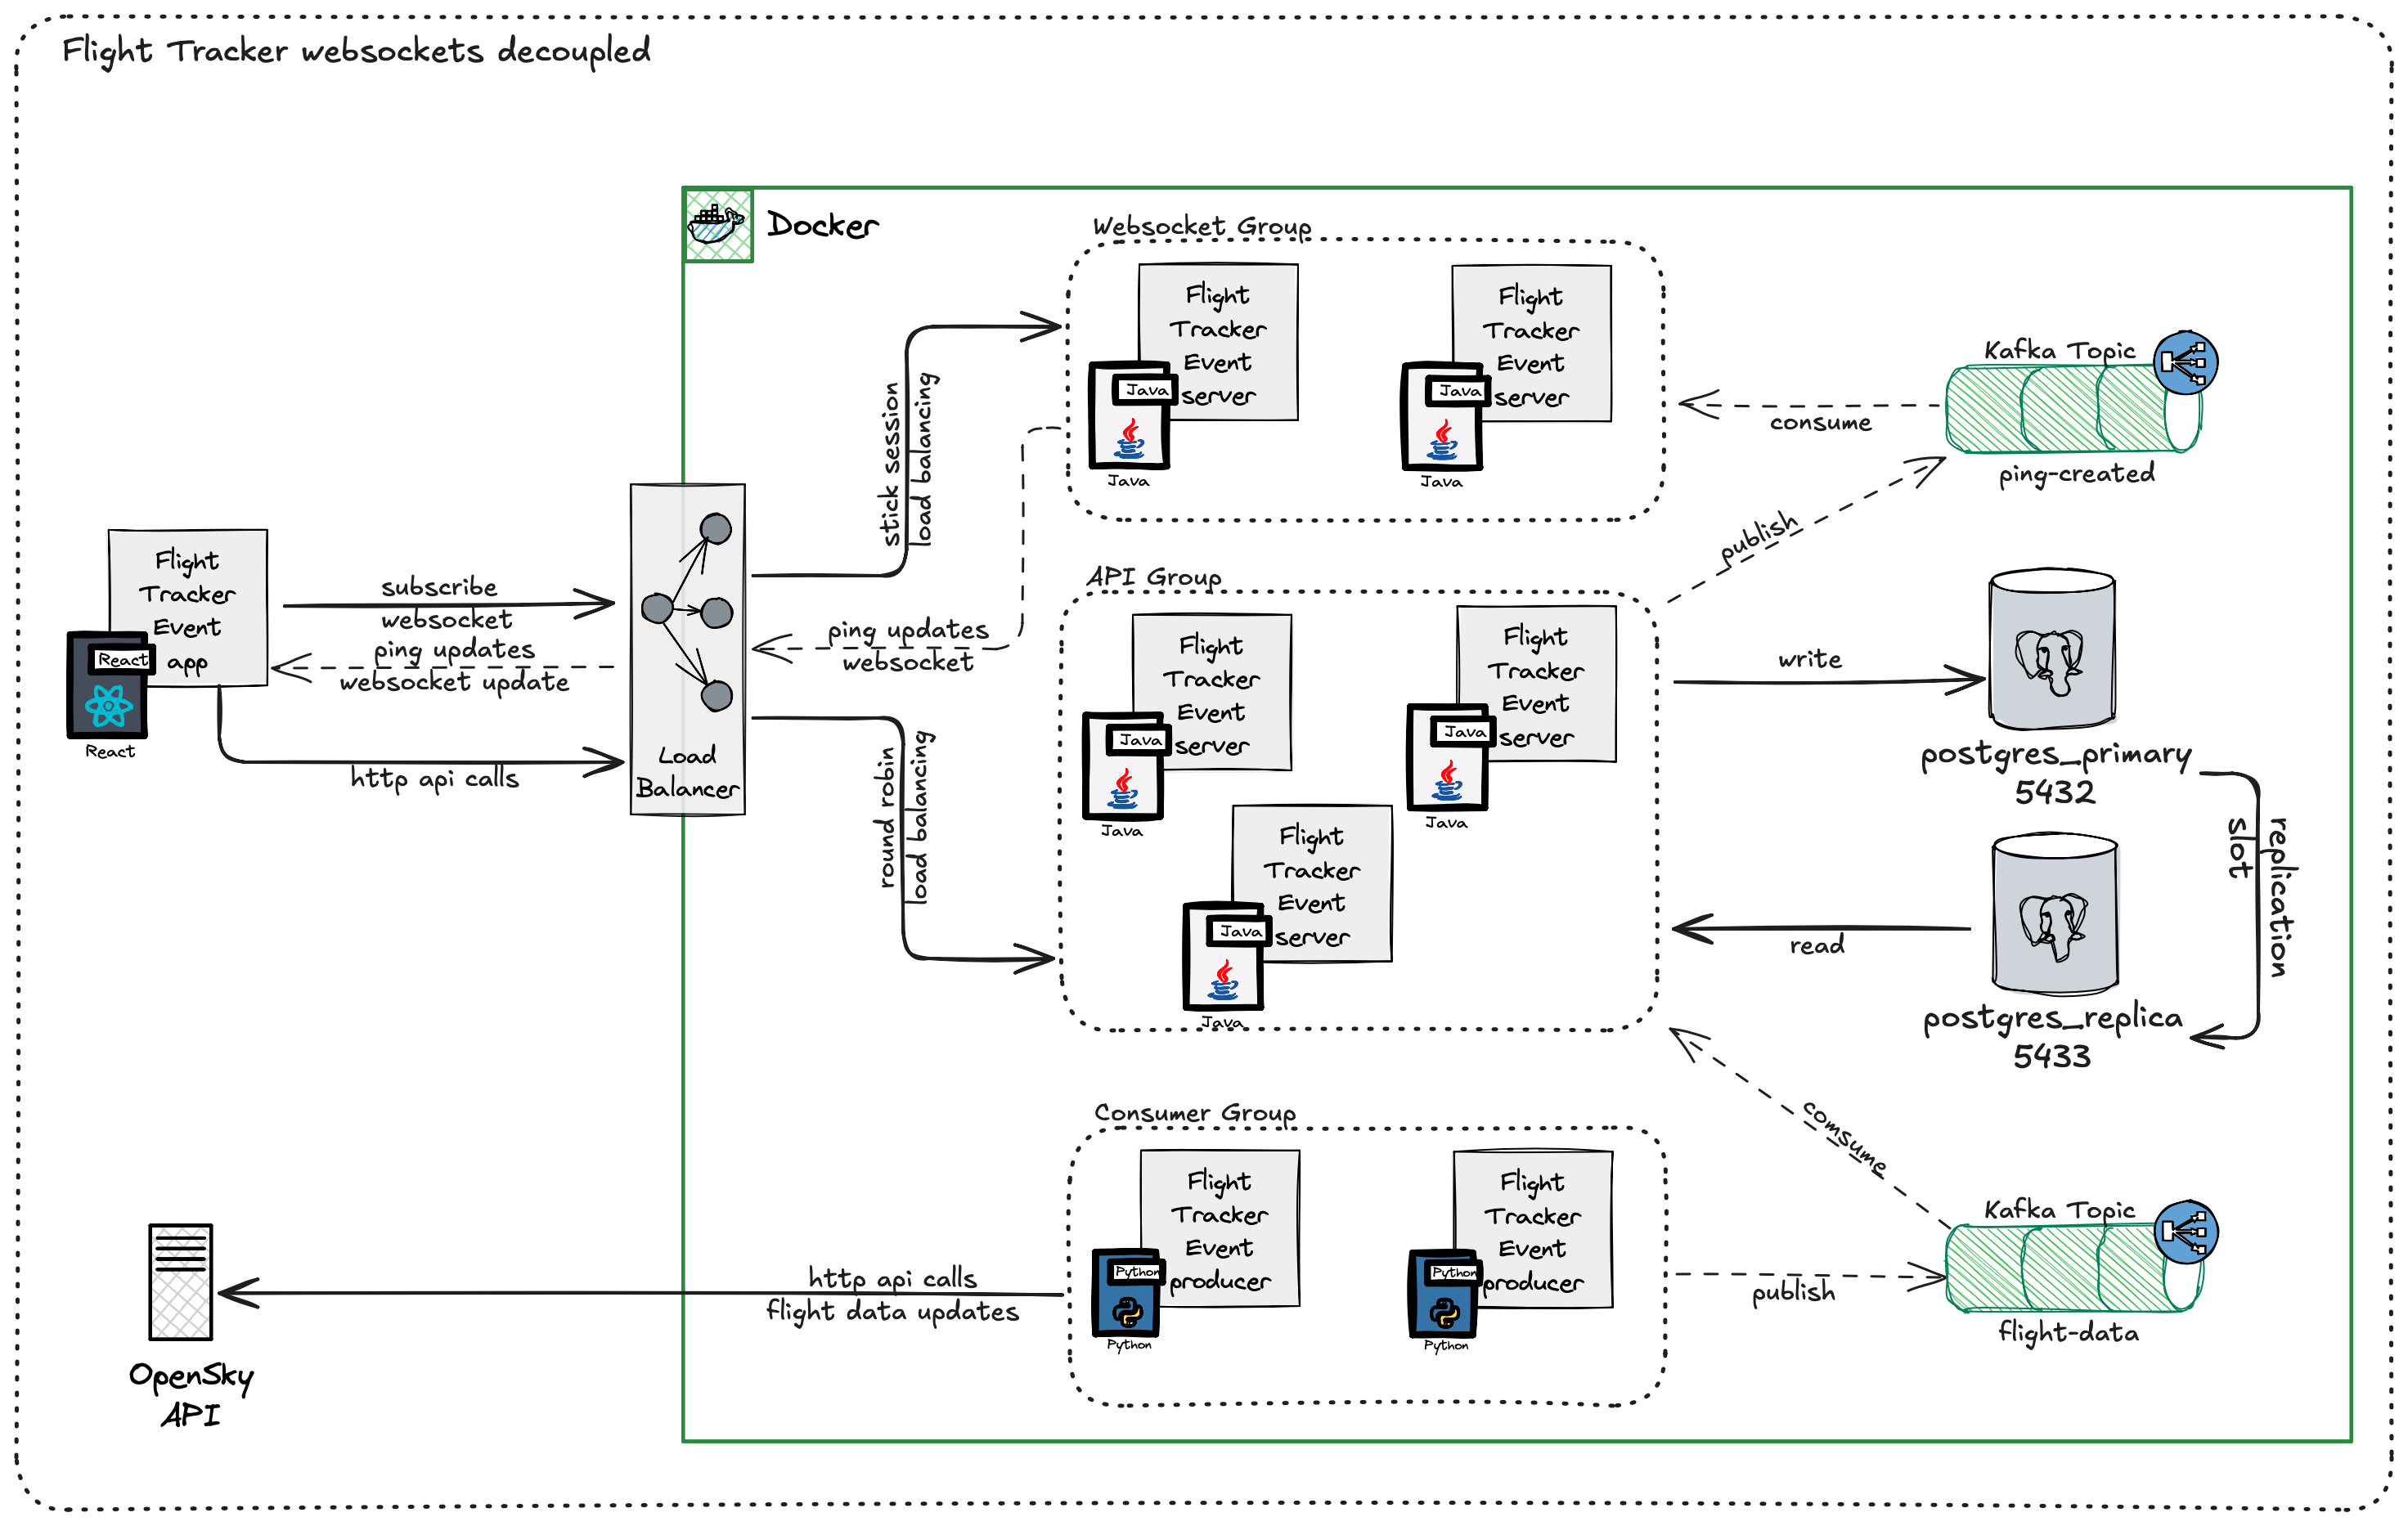 Flight Tracker websockets decoupled
Docker
Websocket Group
Flight
Tracker
Event
server
Java
Java
Flight
Tracker
Event
server
Java
Java
Kafka Topic
ping-created
consume
publish
stick session
load balancing
Flight
Tracker
Event
app
React
React
subscribe
websocket
ping updates
websocket update
http api calls
Load
Balancer
ping updates
websocket
round robin
load balancing
API Group
Flight
Tracker
Event
server
Java
Java
Flight
Tracker
Event
server
Java
Java
Flight
Tracker
Event
server
Java
Java
write
postgres_primary
5432
replication
slot
read
postgres_replica
5433
comsume
Consumer Group
Flight
Tracker
Event
producer
Python
Python
Flight
Tracker
Event
producer
Python
Python
publish
Kafka Topic
flight-data
http api calls
flight data updates
OpenSky
API